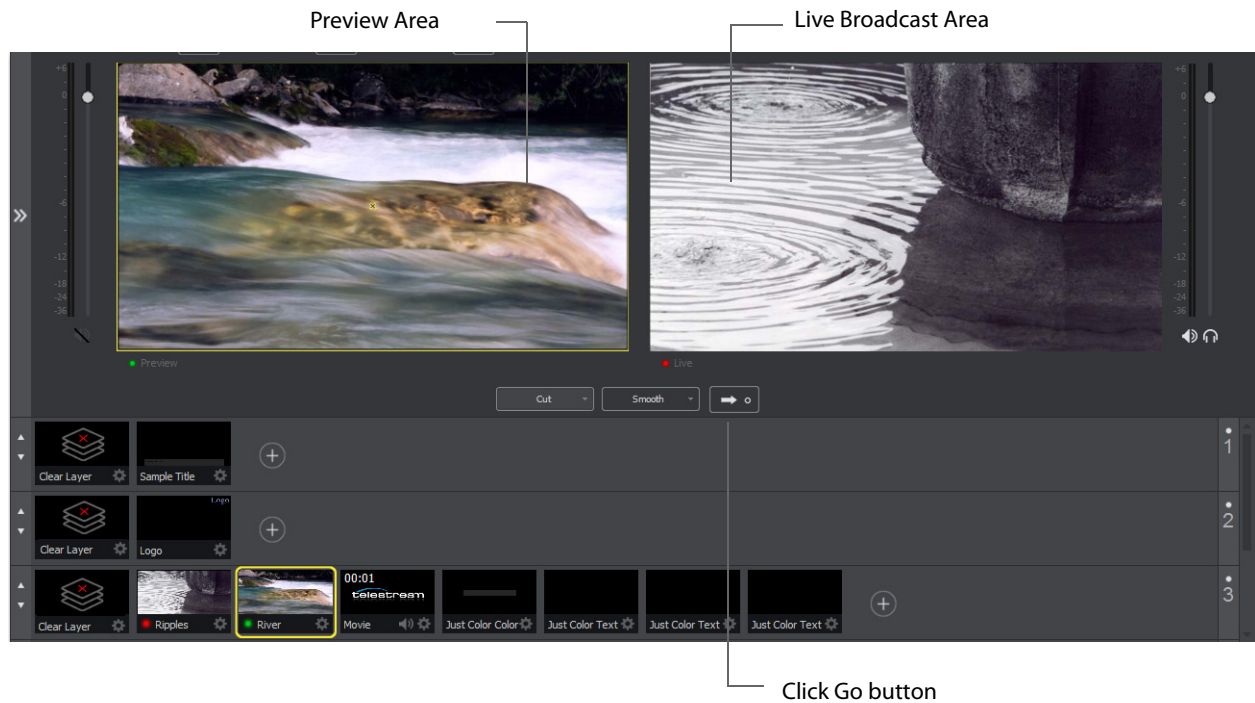 Preview Area
Live Broadcast Area
+6
0
-6
-12
-18
-24
-36
+6
0
-6
-12
-18
-24
-36
Preview
Live
Cut
Smooth
Clear Layer
Sample Title
1
Logo
Clear Layer
Logo
2
00:01
telestream
Clear Layer
Ripples
River
Movie
Just Color Color
Just Color Text
Just Color Text
Just Color Text
3
Click Go button